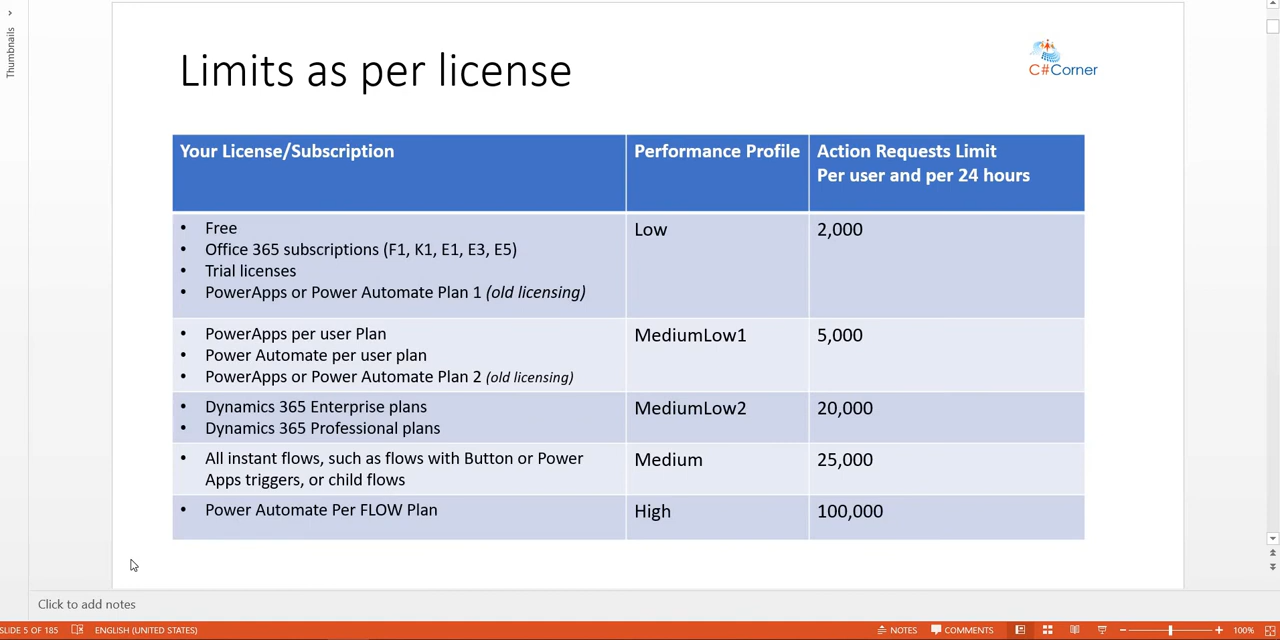 Thumbnails
Limits as per license
C#Corner
Your License/Subscription
Performance Profile
Action Requests Limit
Per user and per 24 hours
• Free
• Office 365 subscriptions (F1, K1, E1, E3, E5)
• Trial licenses
• PowerApps or Power Automate Plan 1 (old licensing)
Low
2,000
• PowerApps per user Plan
• Power Automate per user plan
• PowerApps or Power Automate Plan 2 (old licensing)
MediumLow1
5,000
• Dynamics 365 Enterprise plans
• Dynamics 365 Professional plans
MediumLow2
20,000
• All instant flows, such as flows with Button or Power
Apps triggers, or child flows
Medium
25,000
• Power Automate Per FLOW Plan
High
100,000
Click to add notes
SLIDE 5 OF 185
ENGLISH (UNITED STATES)
NOTES
COMMENTS
100%